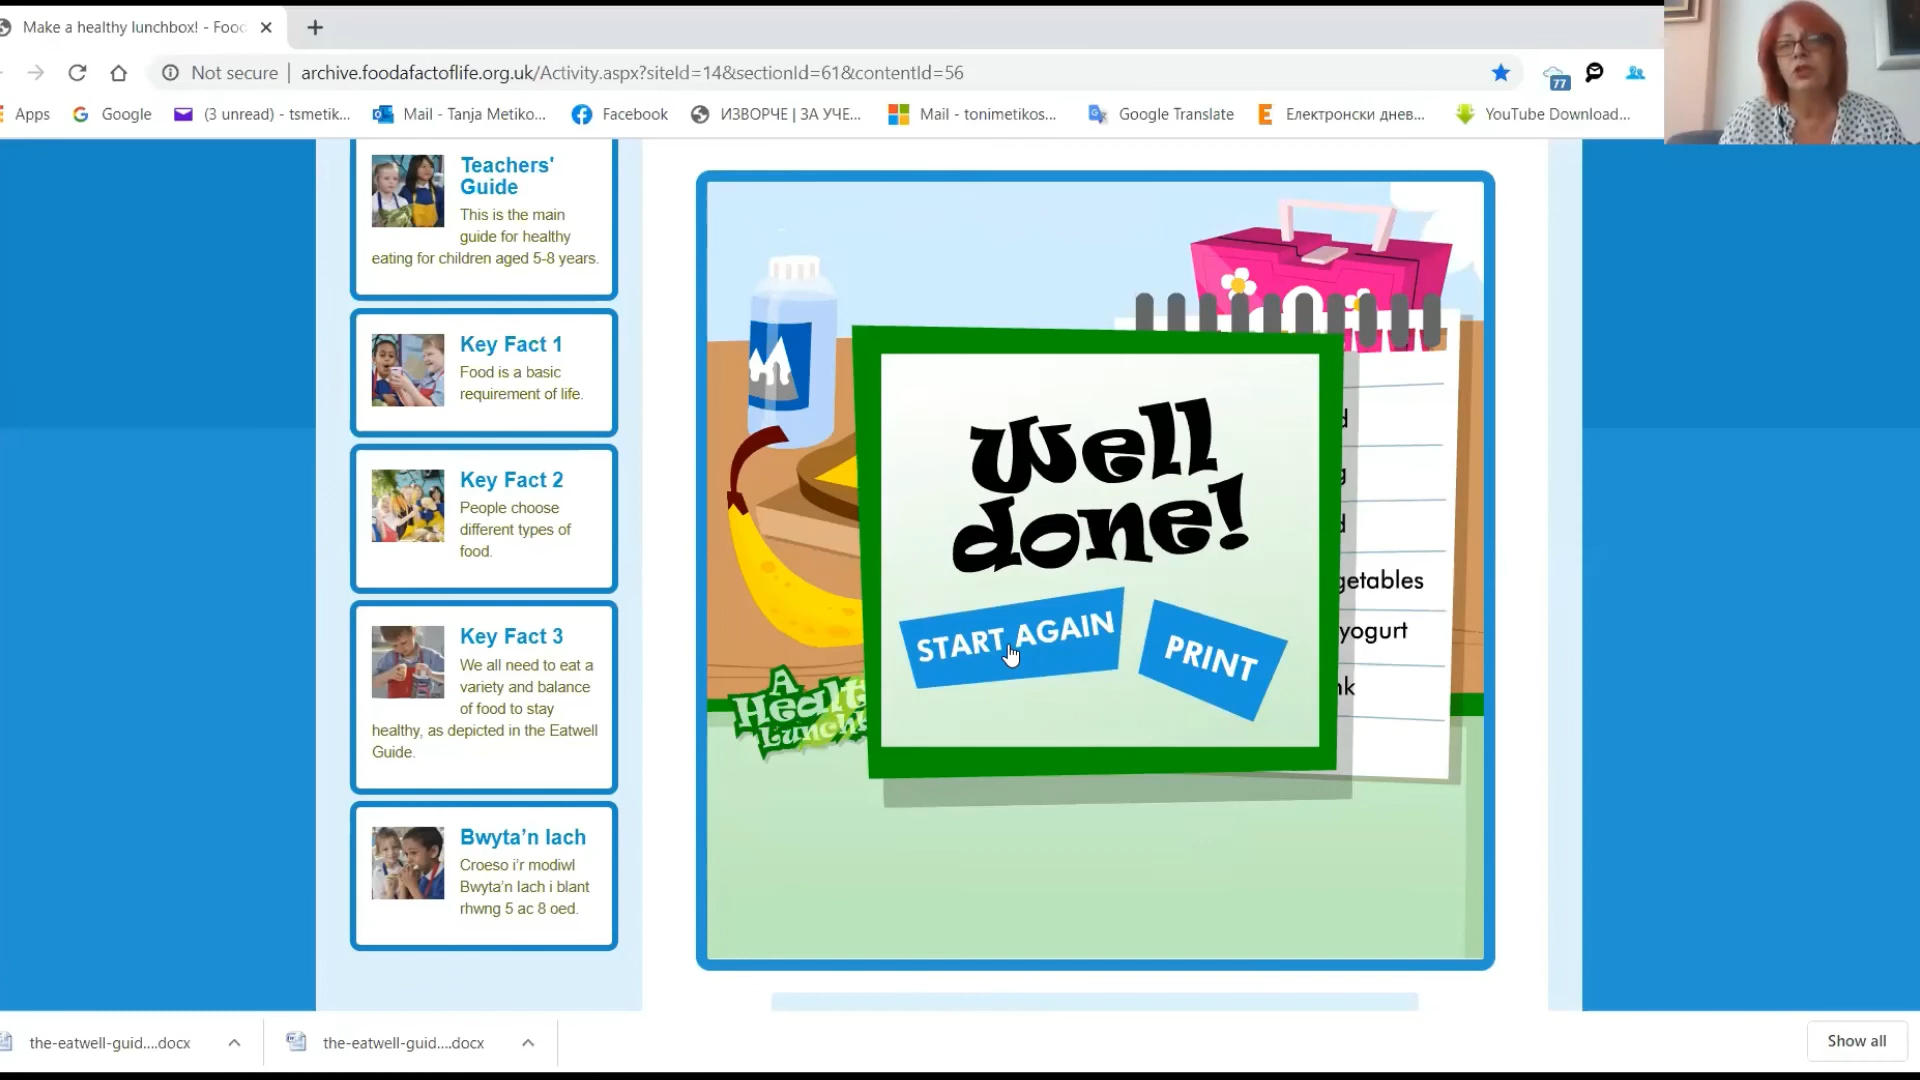 Make a healthy lunchbox! - Food
Not secure | archive.foodafactoflife.org.uk/Activity.aspx?siteId=14&sectionId=61&contentId=56
77
Apps
Google
(3 unread) - tsmetik...
Mail - Tanja Metiko...
Facebook
ИЗВОРЧЕ | ЗА УЧЕ...
Mail - tonimetikos...
Google Translate
Електронски днев...
YouTube Download...
Teachers'
Guide
This is the main
guide for healthy
eating for children aged 5-8 years.
Key Fact 1
Food is a basic
requirement of life.
Key Fact 2
People choose
different types of
food.
Key Fact 3
We all need to eat a
variety and balance
of food to stay
healthy, as depicted in the Eatwell
Guide.
Bwyta’n Iach
Croeso i’r modiwl
Bwyta’n Iach i blant
rhwng 5 ac 8 oed.
Well
done!
START AGAIN
PRINT
getables
yogurt
nk
A
Healt
Lunch
the-eatwell-guid....docx
the-eatwell-guid....docx
Show all